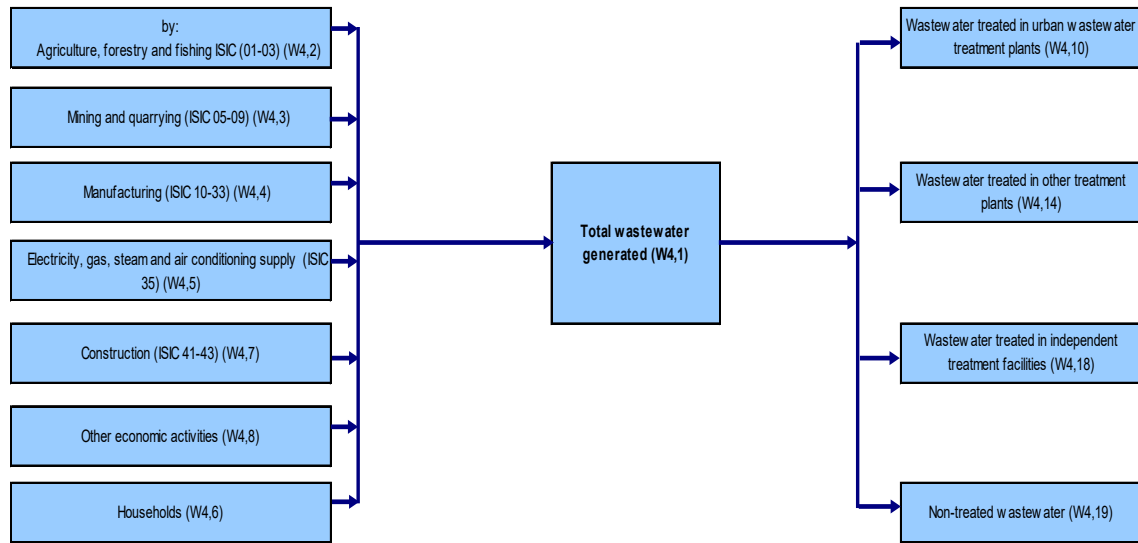 by:
Agriculture, forestry and fishing ISIC (01-03) (W4,2)
Mining and quarrying (ISIC 05-09) (W4,3)
Manufacturing (ISIC 10-33) (W4,4)
Electricity, gas, steam and air conditioning supply (ISIC
35) (W4,5)
Construction (ISIC 41-43) (W4,7)
Other economic activities (W4,8)
Households (W4,6)
Total wastewater
generated (W4,1)
Wastewater treated in urban wastewater
treatment plants (W4,10)
Wastewater treated in other treatment
plants (W4,14)
Wastewater treated in independent
treatment facilities (W4,18)
Non-treated wastewater (W4,19)